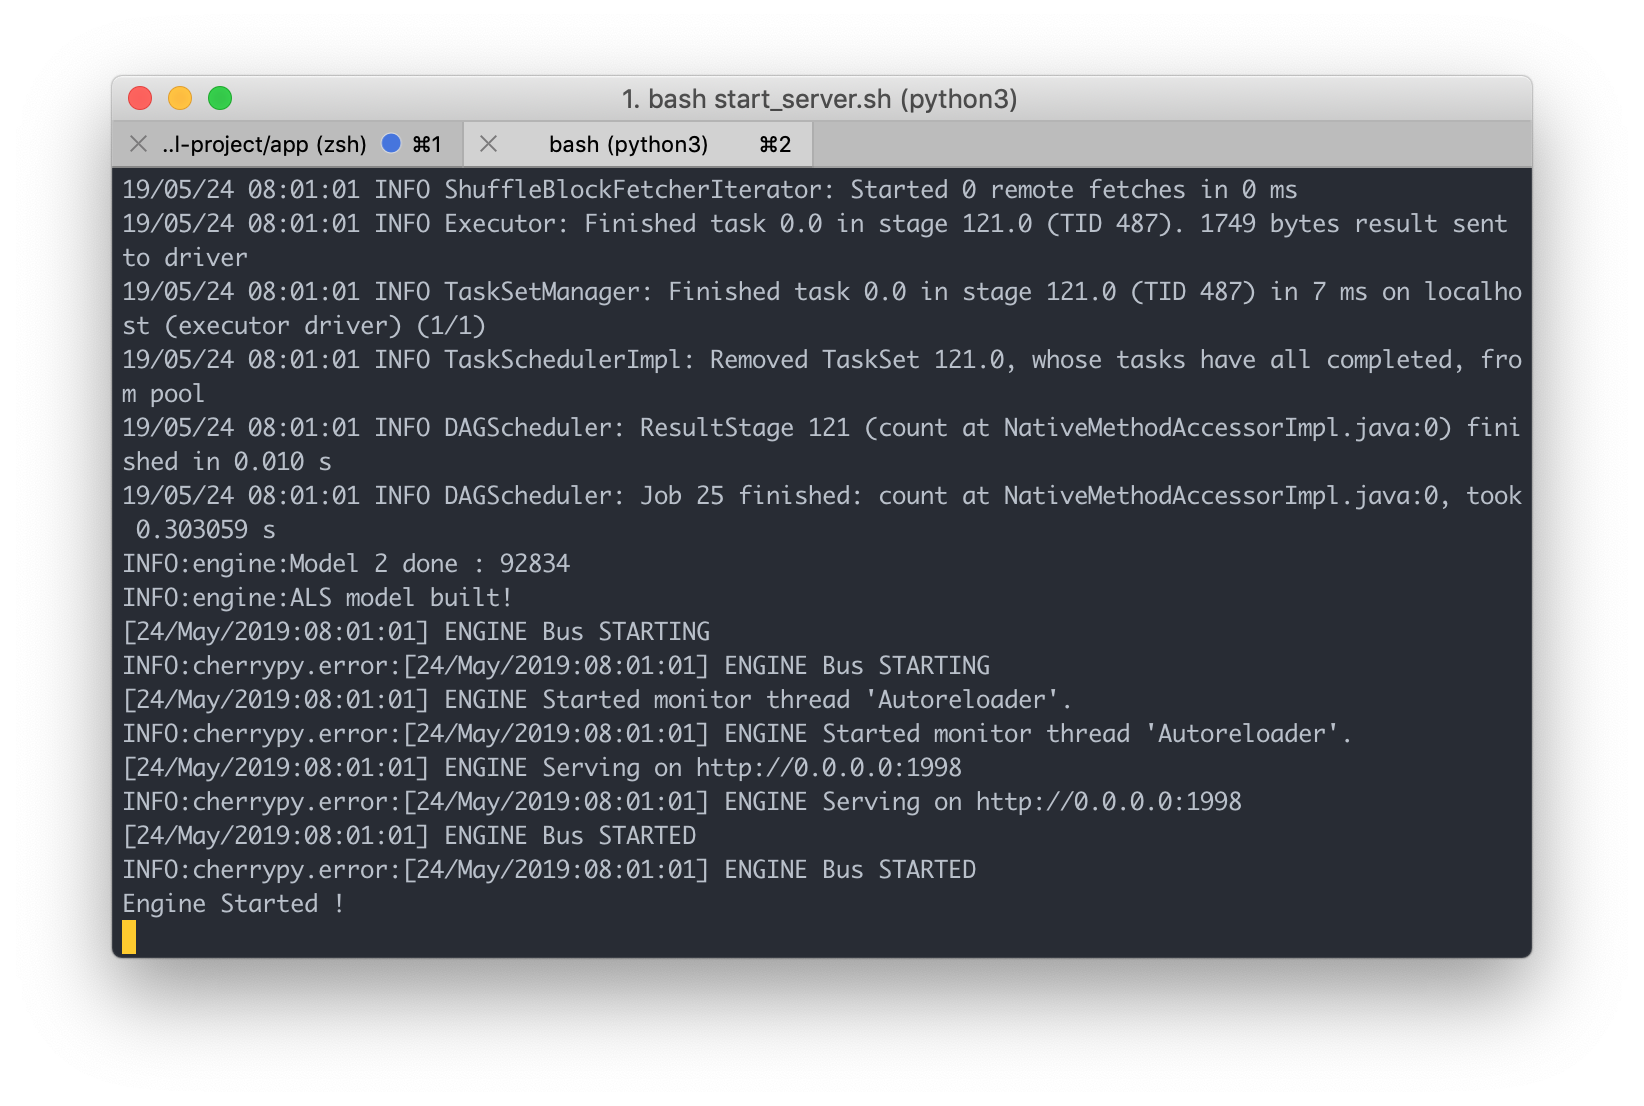 1. bash start_server.sh (python3)
..l-project/app (zsh) ⌘1 bash (python3) ⌘2
19/05/24 08:01:01 INFO ShuffleBlockFetcherIterator: Started 0 remote fetches in 0 ms
19/05/24 08:01:01 INFO Executor: Finished task 0.0 in stage 121.0 (TID 487). 1749 bytes result sent
to driver
19/05/24 08:01:01 INFO TaskSetManager: Finished task 0.0 in stage 121.0 (TID 487) in 7 ms on localho
st (executor driver) (1/1)
19/05/24 08:01:01 INFO TaskSchedulerImpl: Removed TaskSet 121.0, whose tasks have all completed, fro
m pool
19/05/24 08:01:01 INFO DAGScheduler: ResultStage 121 (count at NativeMethodAccessorImpl.java:0) fini
shed in 0.010 s
19/05/24 08:01:01 INFO DAGScheduler: Job 25 finished: count at NativeMethodAccessorImpl.java:0, took
 0.303059 s
INFO:engine:Model 2 done : 92834
INFO:engine:ALS model built!
[24/May/2019:08:01:01] ENGINE Bus STARTING
INFO:cherrypy.error:[24/May/2019:08:01:01] ENGINE Bus STARTING
[24/May/2019:08:01:01] ENGINE Started monitor thread 'Autoreloader'.
INFO:cherrypy.error:[24/May/2019:08:01:01] ENGINE Started monitor thread 'Autoreloader'.
[24/May/2019:08:01:01] ENGINE Serving on http://0.0.0.0:1998
INFO:cherrypy.error:[24/May/2019:08:01:01] ENGINE Serving on http://0.0.0.0:1998
[24/May/2019:08:01:01] ENGINE Bus STARTED
INFO:cherrypy.error:[24/May/2019:08:01:01] ENGINE Bus STARTED
Engine Started !